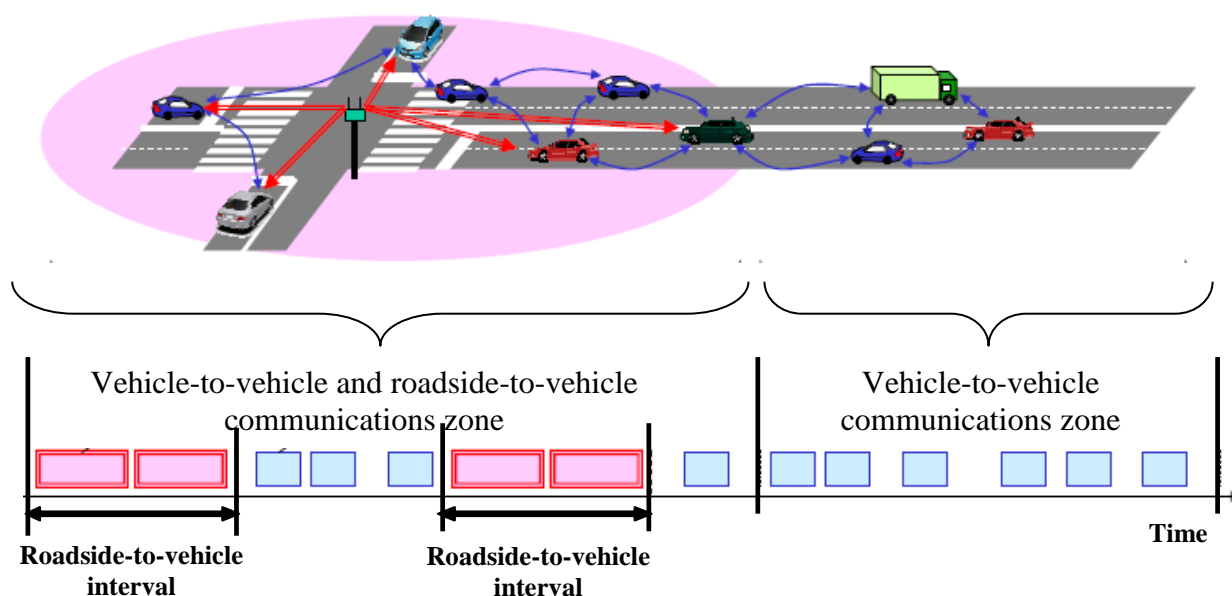 Vehicle-to-vehicle and roadside-to-vehicle
communications zone
Vehicle-to-vehicle
communications zone
Time
Roadside-to-vehicle
interval
Roadside-to-vehicle
interval